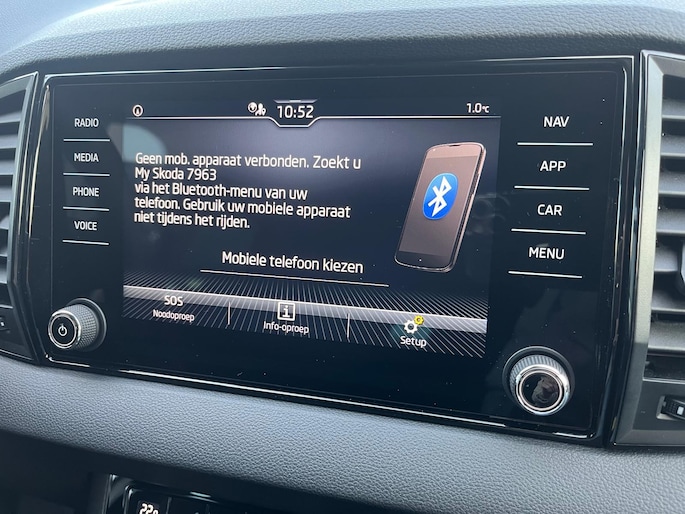 10:52
1.0°C
RADIO
MEDIA
PHONE
VOICE
Geen mob. apparaat verbonden. Zoekt u
My Skoda 7963
via het Bluetooth-menu van uw
telefoon. Gebruik uw mobiele apparaat
niet tijdens het rijden.
Mobiele telefoon kiezen
SOS
Noodoproep
i
Info-oproep
Setup
NAV
APP
CAR
MENU
22.0